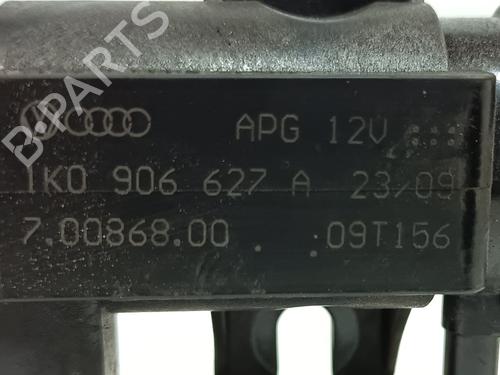 B-PARTS
APG 12V
1K0 906 627 A 23/09
7.00868.00 09T156